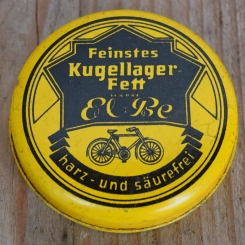 Feinstes
Kugellager
Fett
El Be
harz- und säurefrei